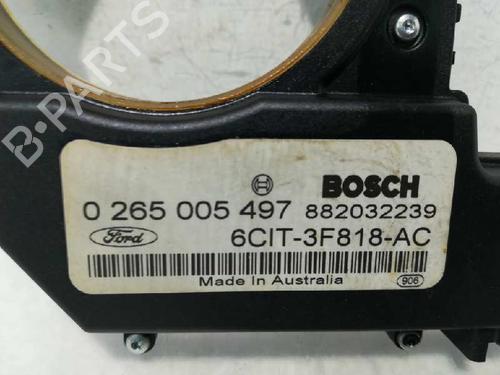 B-PARTS
BOSCH
0 265 005 497 882032239
Ford 6CIT-3F818-AC
Made In Australia 906